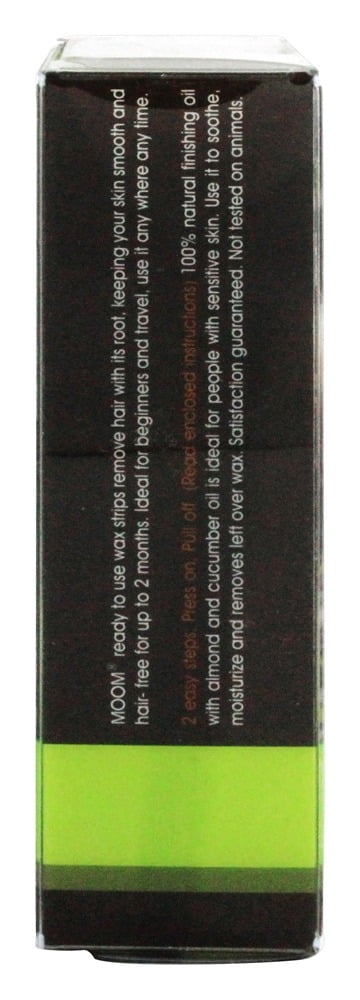 MOOM® ready to use wax strips remove hair with its root, keeping your skin smooth and
hair- free for up to 2 months. Ideal for beginners and travel, use it any where any time.
2 easy steps. Press on. Pull off. (Read enclosed instructions) 100% natural finishing oil
with almond and cucumber oil is ideal for people with sensitive skin. Use it to soothe,
moisturize and removes left over wax. Satisfaction guaranteed. Not tested on animals.